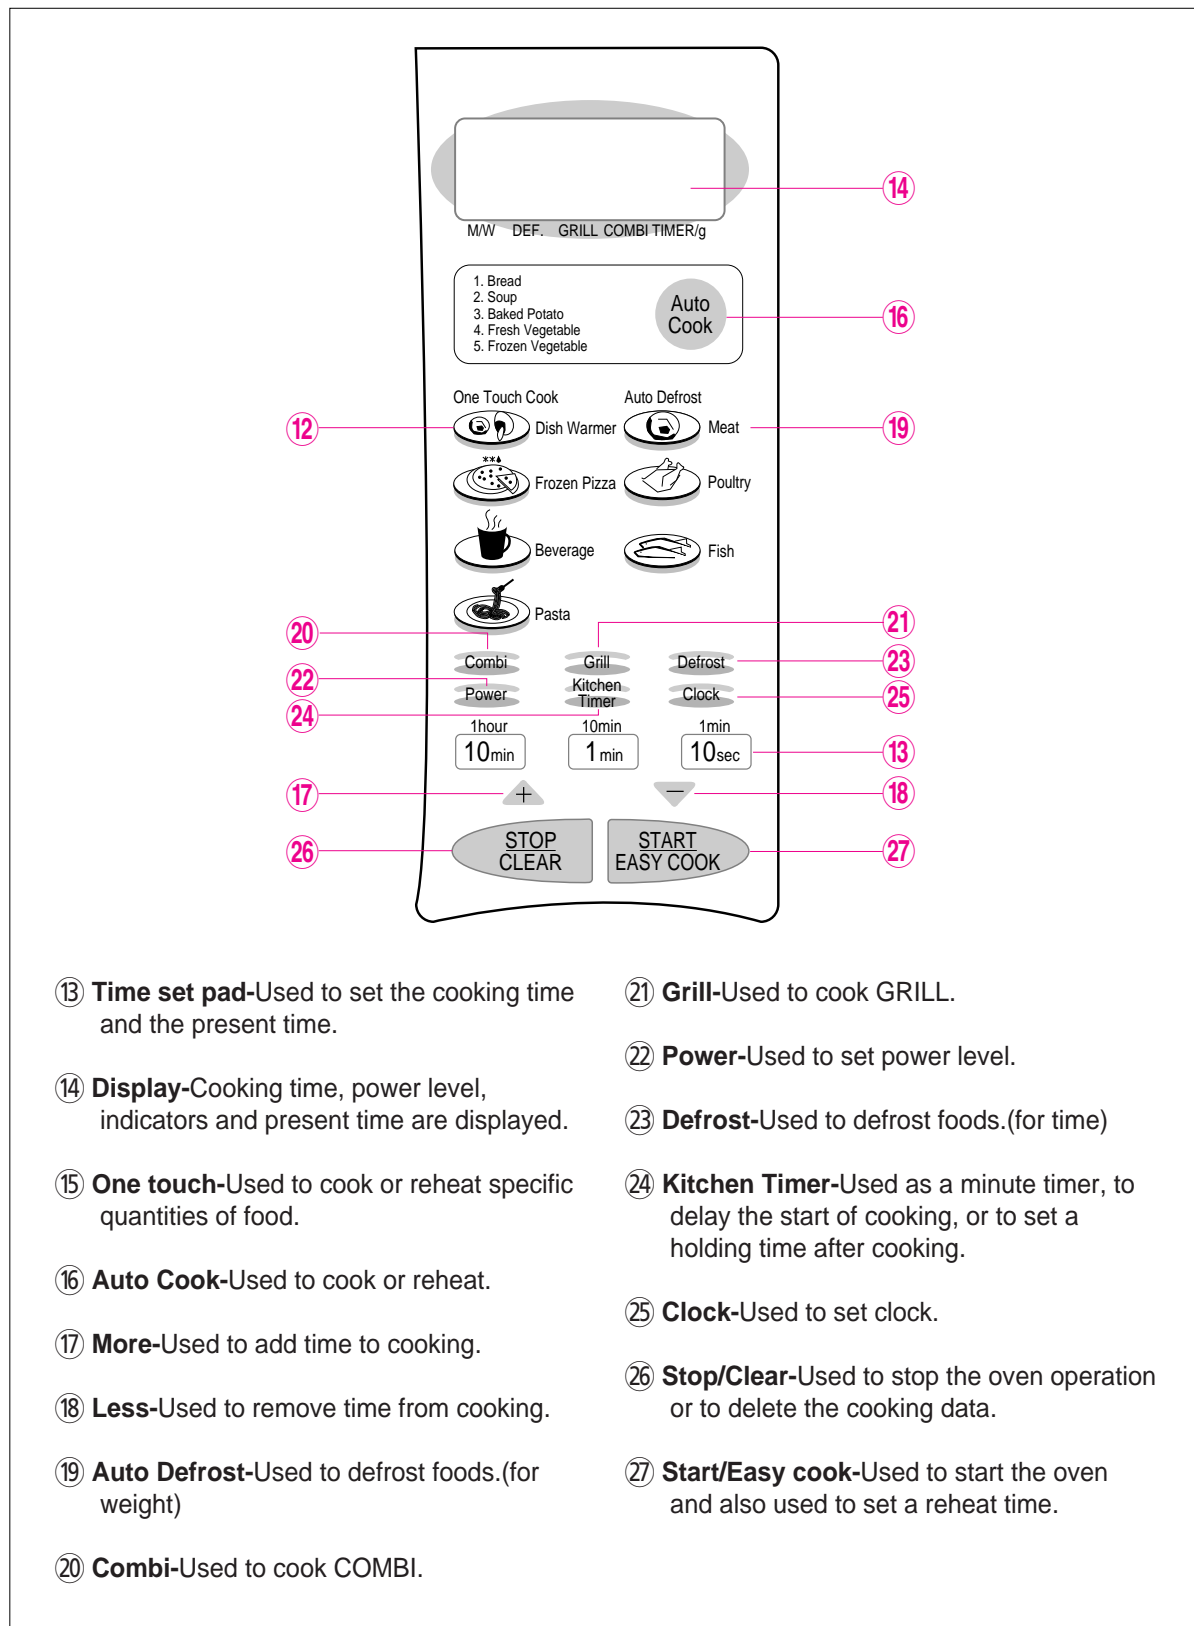 14
M/W DEF. GRILL COMBI TIMER/g
1. Bread
2. Soup
3. Baked Potato
4. Fresh Vegetable
5. Frozen Vegetable
Auto
Cook
16
One Touch Cook
Auto Defrost
12
Dish Warmer
Meat
19
Frozen Pizza
Poultry
Beverage
Fish
Pasta
20
21
Combi
Grill
Defrost
23
22
Power
Kitchen
Timer
Clock
25
24
1hour
10min
1min
10min
1min
10sec
13
17
+
−
18
26
STOP
CLEAR
START
EASY COOK
27
⑬ Time set pad-Used to set the cooking time
and the present time.
⑭ Display-Cooking time, power level,
indicators and present time are displayed.
⑮ One touch-Used to cook or reheat specific
quantities of food.
⑯ Auto Cook-Used to cook or reheat.
⑰ More-Used to add time to cooking.
⑱ Less-Used to remove time from cooking.
⑲ Auto Defrost-Used to defrost foods.(for
weight)
⑳ Combi-Used to cook COMBI.
㉑ Grill-Used to cook GRILL.
㉒ Power-Used to set power level.
㉓ Defrost-Used to defrost foods.(for time)
㉔ Kitchen Timer-Used as a minute timer, to
delay the start of cooking, or to set a
holding time after cooking.
㉕ Clock-Used to set clock.
㉖ Stop/Clear-Used to stop the oven operation
or to delete the cooking data.
㉗ Start/Easy cook-Used to start the oven
and also used to set a reheat time.